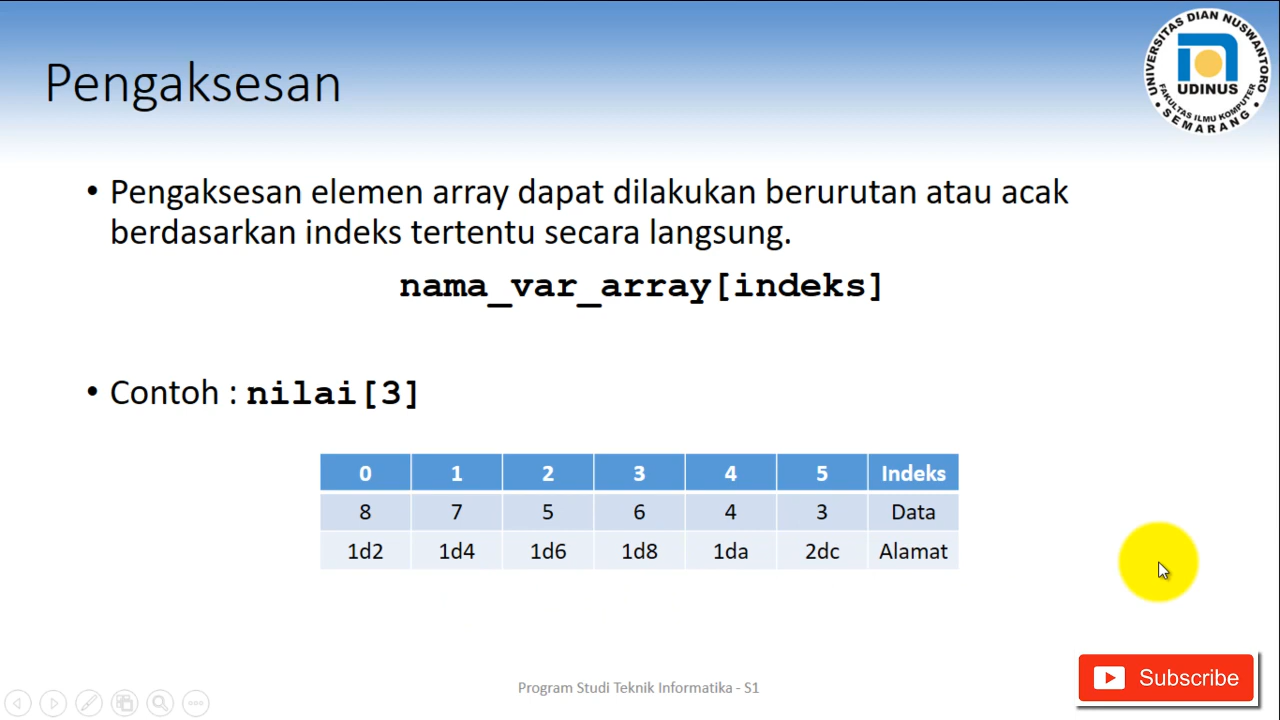 Pengaksesan
UNIVERSITAS DIAN NUSWANTORO
UDINUS
FAKULTAS ILMU KOMPUTER
• SEMARANG •
• Pengaksesan elemen array dapat dilakukan berurutan atau acak
berdasarkan indeks tertentu secara langsung.
nama_var_array[indeks]
• Contoh : nilai[3]
0 1 2 3 4 5 Indeks
8 7 5 6 4 3 Data
1d2 1d4 1d6 1d8 1da 2dc Alamat
Program Studi Teknik Informatika - S1
Subscribe